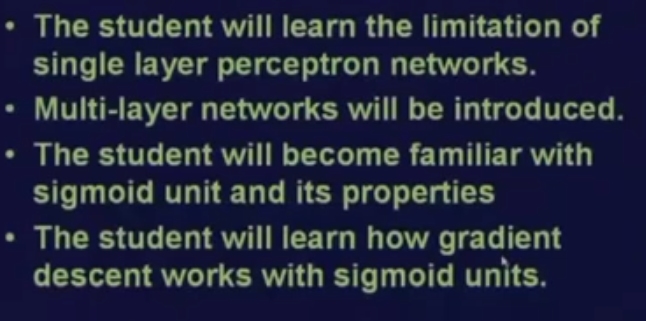 • The student will learn the limitation of
single layer perceptron networks.
• Multi-layer networks will be introduced.
• The student will become familiar with
sigmoid unit and its properties
• The student will learn how gradient
descent works with sigmoid units.